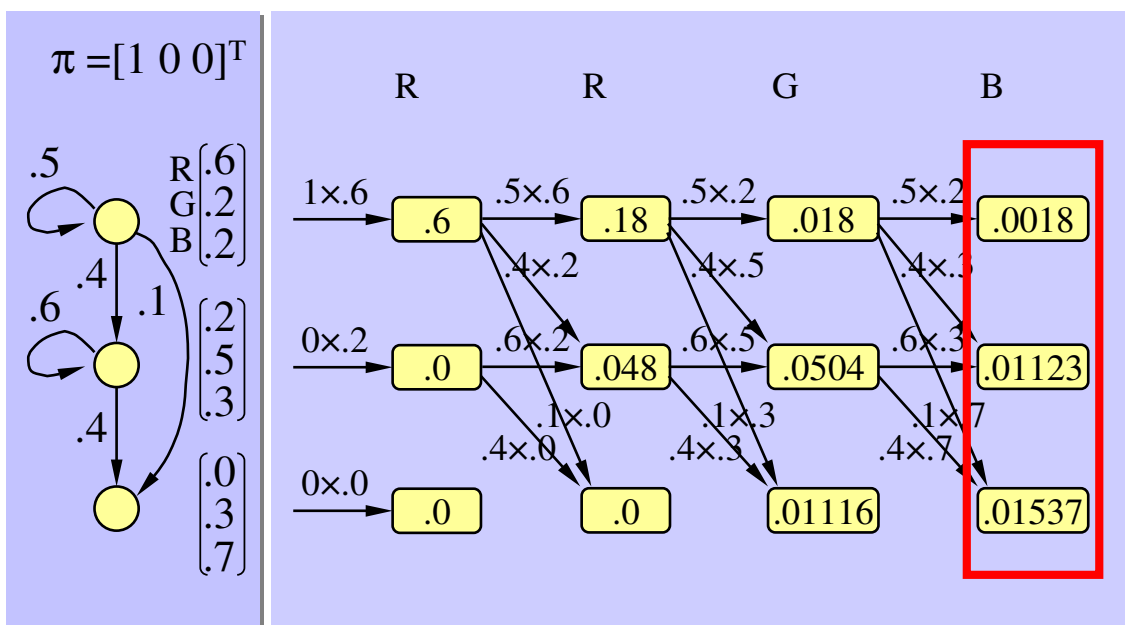 π =[1 0 0]ᵀ
.5
R .6
G .2
B .2
.4
.1
.6
.2
.5
.3
.4
.0
.3
.7
R R G B
1×.6 .5×.6 .5×.2 .5×.2
.6 .18 .018 .0018
.4×.2 .4×.5 .4×.3
0×.2 .6×.2 .6×.5 .6×.3
.0 .048 .0504 .01123
.1×.0 .1×.3 .1×.7
.4×.0 .4×.3 .4×.7
0×.0
.0 .0 .01116 .01537